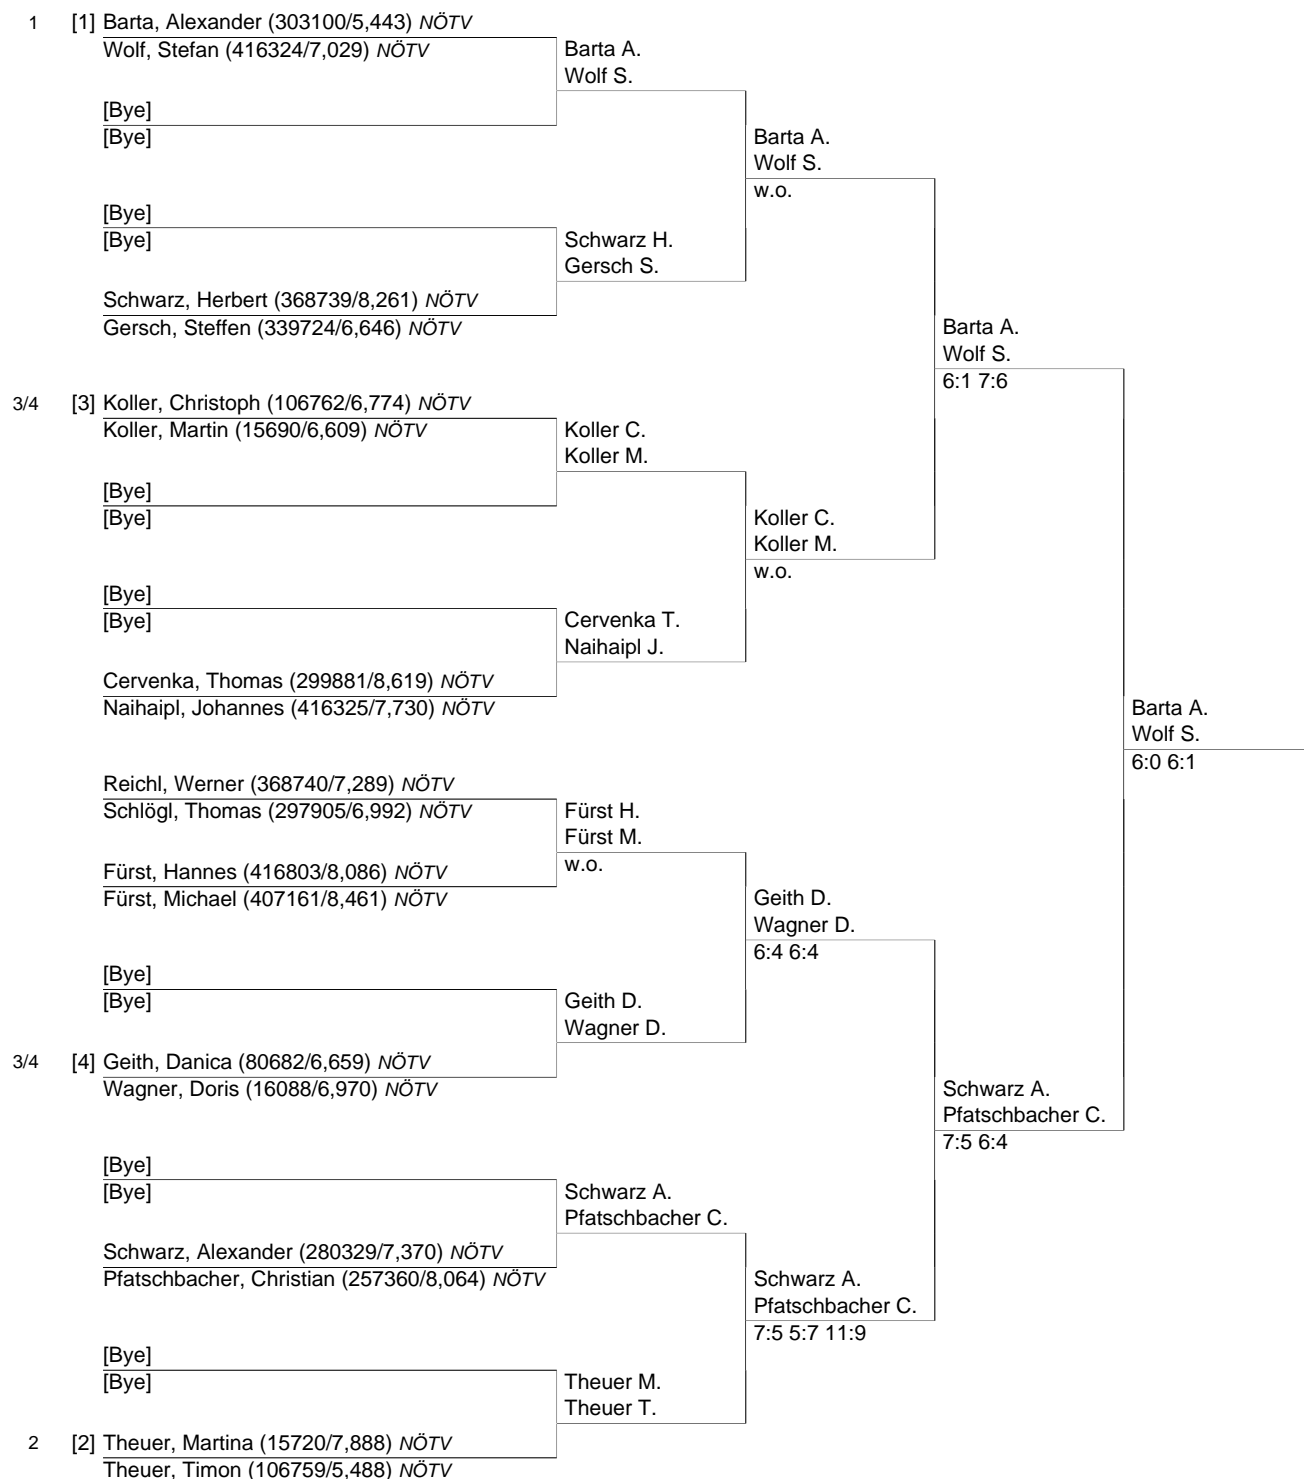 1 [1] Barta, Alexander (303100/5,443) NÖTV
Wolf, Stefan (416324/7,029) NÖTV
Barta A.
Wolf S.
[Bye]
[Bye]
Barta A.
Wolf S.
w.o.
[Bye]
[Bye]
Schwarz H.
Gersch S.
Schwarz, Herbert (368739/8,261) NÖTV
Gersch, Steffen (339724/6,646) NÖTV
Barta A.
Wolf S.
6:1 7:6
3/4 [3] Koller, Christoph (106762/6,774) NÖTV
Koller, Martin (15690/6,609) NÖTV
Koller C.
Koller M.
[Bye]
[Bye]
Koller C.
Koller M.
w.o.
[Bye]
[Bye]
Cervenka T.
Naihaipl J.
Cervenka, Thomas (299881/8,619) NÖTV
Naihaipl, Johannes (416325/7,730) NÖTV
Barta A.
Wolf S.
6:0 6:1
Reichl, Werner (368740/7,289) NÖTV
Schlögl, Thomas (297905/6,992) NÖTV
Fürst H.
Fürst M.
w.o.
Fürst, Hannes (416803/8,086) NÖTV
Fürst, Michael (407161/8,461) NÖTV
Geith D.
Wagner D.
6:4 6:4
[Bye]
[Bye]
Geith D.
Wagner D.
3/4 [4] Geith, Danica (80682/6,659) NÖTV
Wagner, Doris (16088/6,970) NÖTV
Schwarz A.
Pfatschbacher C.
7:5 6:4
[Bye]
[Bye]
Schwarz A.
Pfatschbacher C.
Schwarz, Alexander (280329/7,370) NÖTV
Pfatschbacher, Christian (257360/8,064) NÖTV
Schwarz A.
Pfatschbacher C.
7:5 5:7 11:9
[Bye]
[Bye]
Theuer M.
Theuer T.
2 [2] Theuer, Martina (15720/7,888) NÖTV
Theuer, Timon (106759/5,488) NÖTV